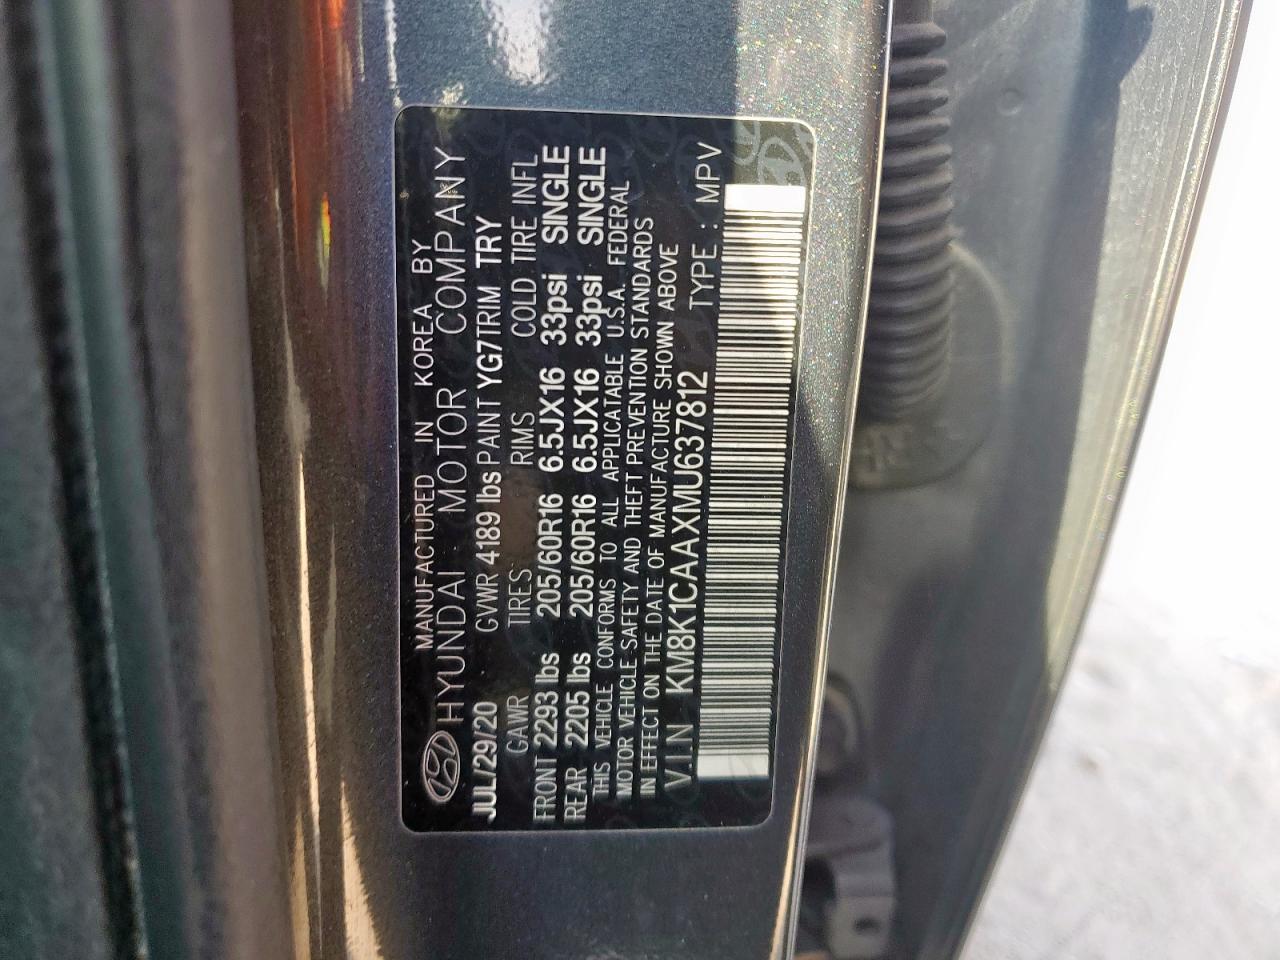 MANUFACTURED IN KOREA BY
HYUNDAI MOTOR COMPANY
JUL/29/20 GVWR 4189 lbs PAINT YG7 TRIM TRY
GAWR TIRES RIMS COLD TIRE INFL
FRONT 2293 lbs 205/60R16 6.5JX16 33psi SINGLE
REAR 2205 lbs 205/60R16 6.5JX16 33psi SINGLE
THIS VEHICLE CONFORMS TO ALL APPLICATABLE U.S.A. FEDERAL
MOTOR VEHICLE-SAFETY AND THEFT PREVENTION STANDARDS
IN EFFECT ON THE DATE OF MANUFACTURE SHOWN ABOVE
V.I.N KM8K1CAAXMU637812 TYPE : MPV